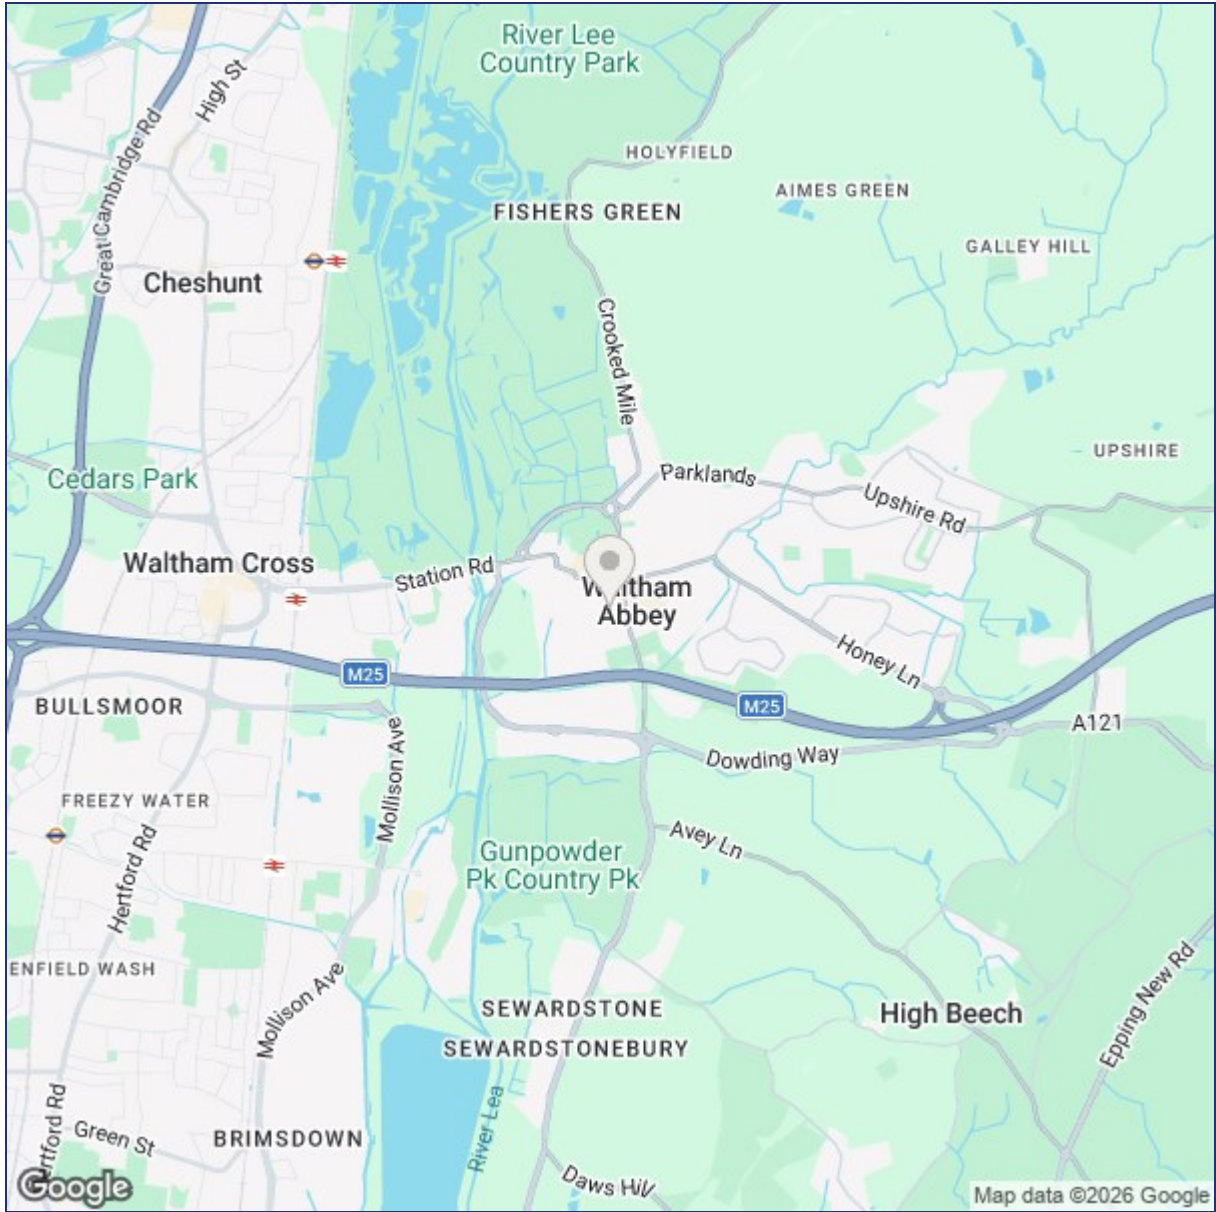 River Lee
Country Park
High St
HOLYFIELD
Great Cambridge Rd
AIMES GREEN
FISHERS GREEN
GALLEY HILL
Cheshunt
Crooked Mile
UPSHIRE
Cedars Park
Parklands
Upshire Rd
Waltham Cross
Station Rd
Waltham
Abbey
Honey Ln
M25
M25
BULLSMOOR
A121
Mollison Ave
Dowding Way
FREEZY WATER
Hertford Rd
Avey Ln
Gunpowder
Pk Country Pk
ENFIELD WASH
Mollison Ave
SEWARDSTONE
High Beech
Epping New Rd
SEWARDSTONEBURY
ertford Rd
Green St
BRIMSDOWN
River Lea
Daws Hil
Google
Map data ©2026 Google